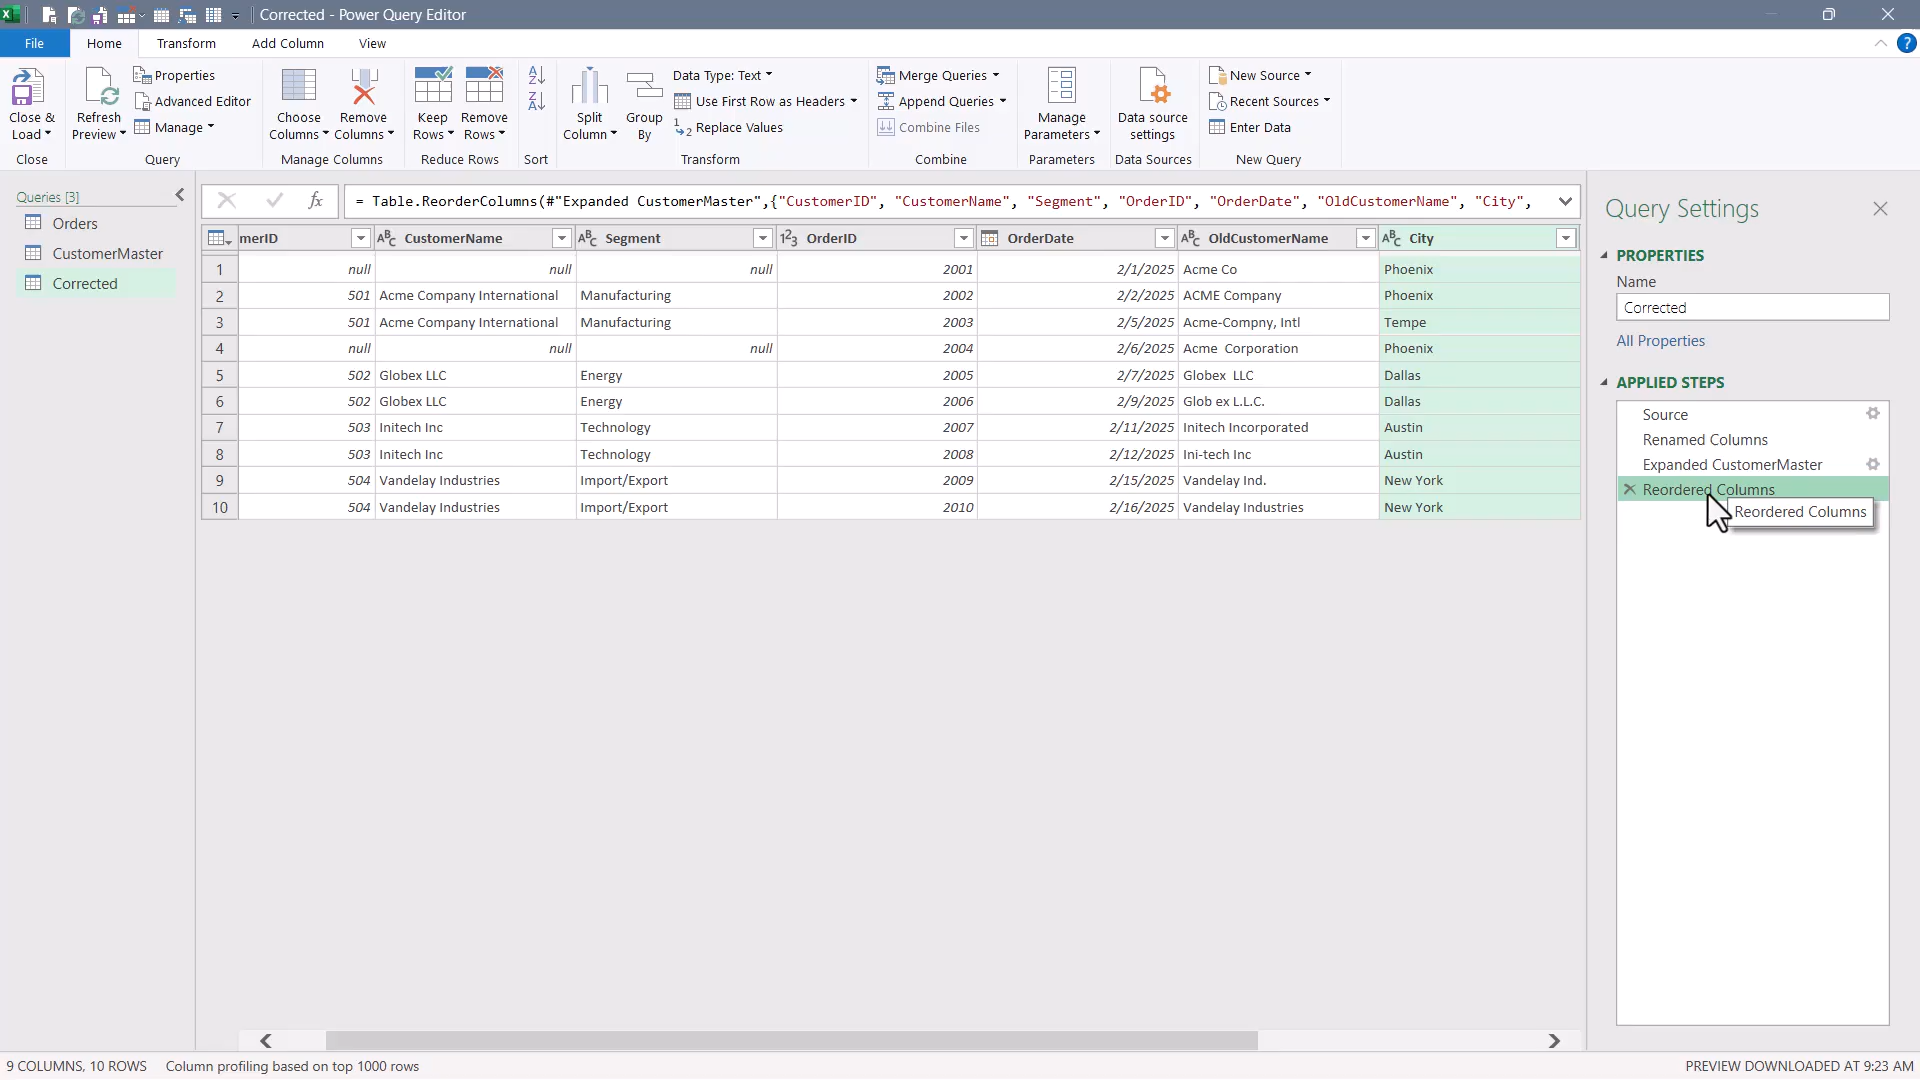 Corrected - Power Query Editor
File Home Transform Add Column View
Close & Load
Close
Refresh Preview
Properties
Advanced Editor
Manage
Query
Choose Columns
Remove Columns
Manage Columns
Keep Rows
Remove Rows
Reduce Rows
Sort
Split Column
Group By
Data Type: Text
Use First Row as Headers
Replace Values
Transform
Merge Queries
Append Queries
Combine Files
Combine
Manage Parameters
Parameters
Data source settings
Data Sources
New Source
Recent Sources
Enter Data
New Query
Queries [3]
Orders
CustomerMaster
Corrected
fx = Table.ReorderColumns(#"Expanded CustomerMaster",{"CustomerID", "CustomerName", "Segment", "OrderID", "OrderDate", "OldCustomerName", "City",
merID CustomerName Segment OrderID OrderDate OldCustomerName City
1 null null null 2001 2/1/2025 Acme Co Phoenix
2 501 Acme Company International Manufacturing 2002 2/2/2025 ACME Company Phoenix
3 501 Acme Company International Manufacturing 2003 2/5/2025 Acme-Compny, Intl Tempe
4 null null null 2004 2/6/2025 Acme  Corporation Phoenix
5 502 Globex LLC Energy 2005 2/7/2025 Globex  LLC Dallas
6 502 Globex LLC Energy 2006 2/9/2025 Glob ex L.L.C. Dallas
7 503 Initech Inc Technology 2007 2/11/2025 Initech Incorporated Austin
8 503 Initech Inc Technology 2008 2/12/2025 Ini-tech Inc Austin
9 504 Vandelay Industries Import/Export 2009 2/15/2025 Vandelay Ind. New York
10 504 Vandelay Industries Import/Export 2010 2/16/2025 Vandelay Industries New York
Query Settings
PROPERTIES
Name
Corrected
All Properties
APPLIED STEPS
Source
Renamed Columns
Expanded CustomerMaster
Reordered Columns
Reordered Columns
9 COLUMNS, 10 ROWS Column profiling based on top 1000 rows
PREVIEW DOWNLOADED AT 9:23 AM